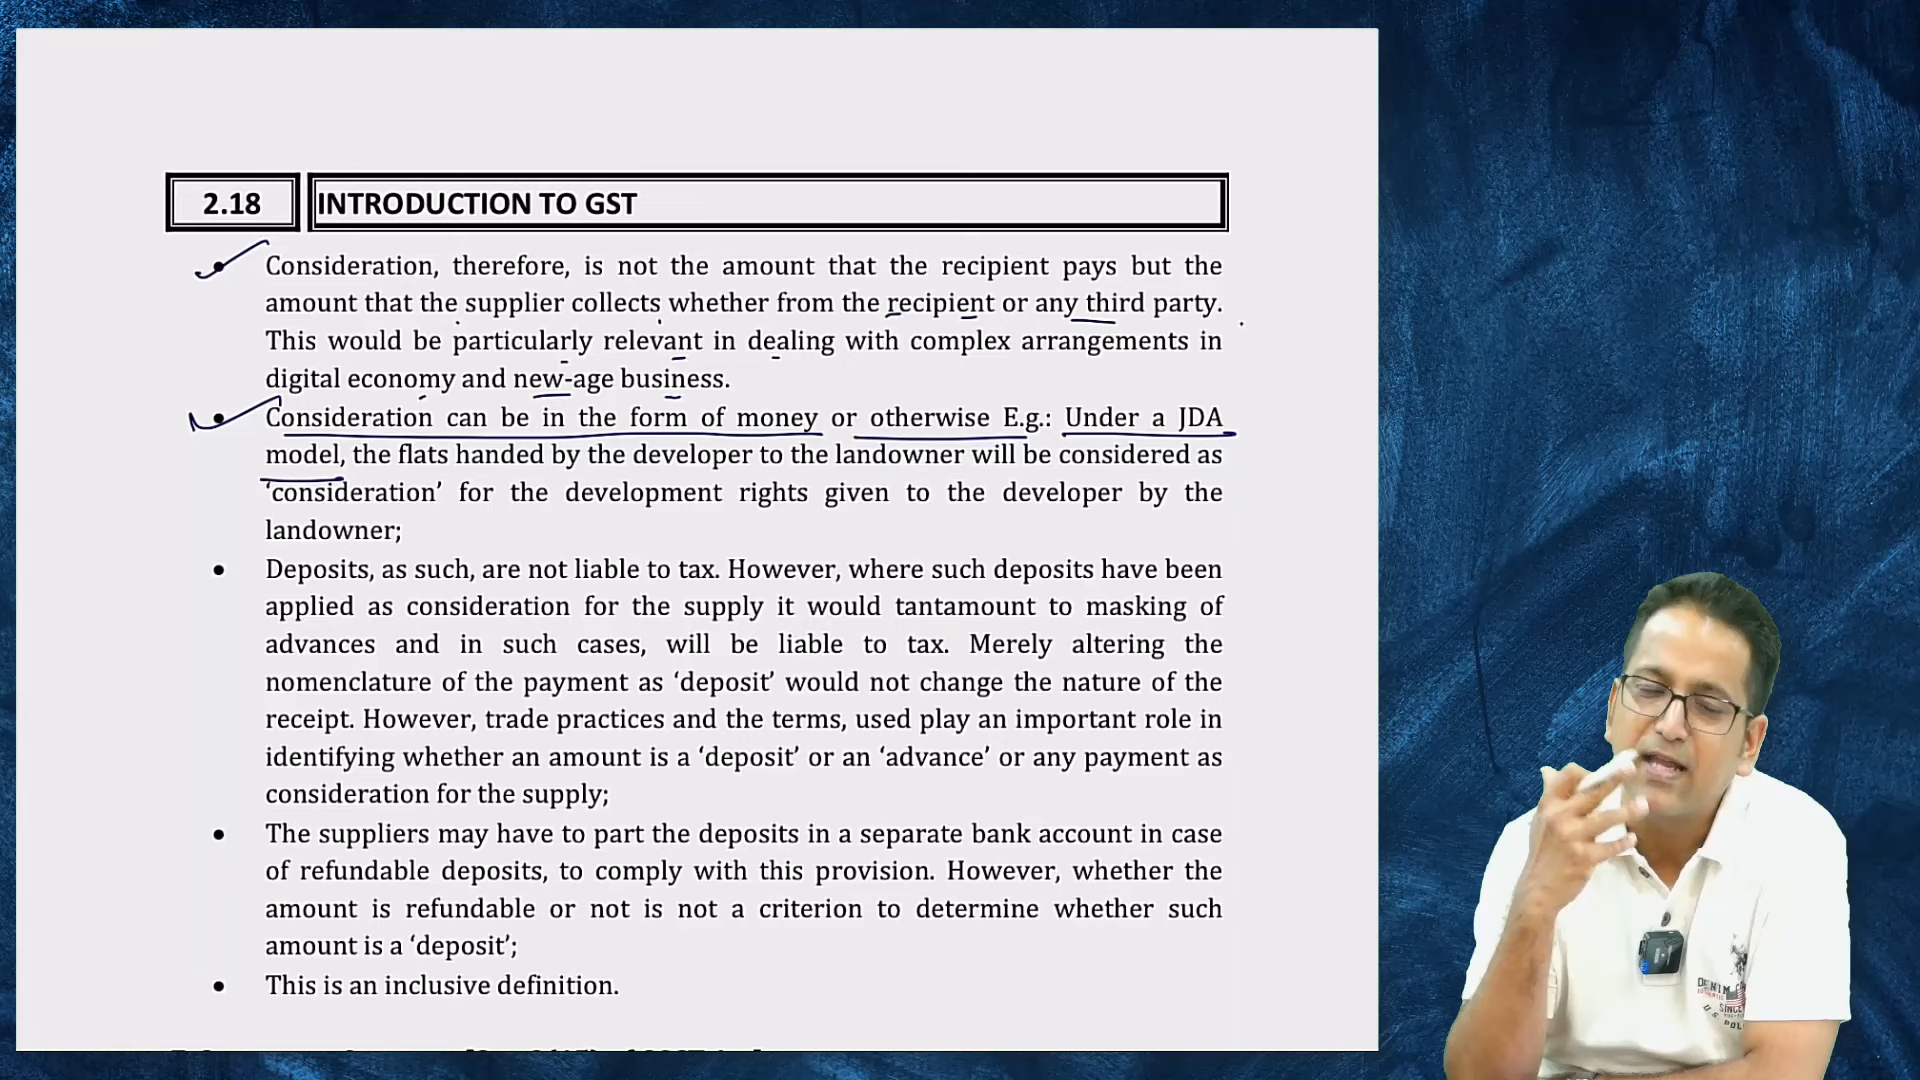 2.18
INTRODUCTION TO GST
• Consideration, therefore, is not the amount that the recipient pays but the
amount that the supplier collects whether from the recipient or any third party.
This would be particularly relevant in dealing with complex arrangements in
digital economy and new-age business.
• Consideration can be in the form of money or otherwise E.g.: Under a JDA
model, the flats handed by the developer to the landowner will be considered as
‘consideration’ for the development rights given to the developer by the
landowner;
• Deposits, as such, are not liable to tax. However, where such deposits have been
applied as consideration for the supply it would tantamount to masking of
advances and in such cases, will be liable to tax. Merely altering the
nomenclature of the payment as ‘deposit’ would not change the nature of the
receipt. However, trade practices and the terms, used play an important role in
identifying whether an amount is a ‘deposit’ or an ‘advance’ or any payment as
consideration for the supply;
• The suppliers may have to part the deposits in a separate bank account in case
of refundable deposits, to comply with this provision. However, whether the
amount is refundable or not is not a criterion to determine whether such
amount is a ‘deposit’;
• This is an inclusive definition.